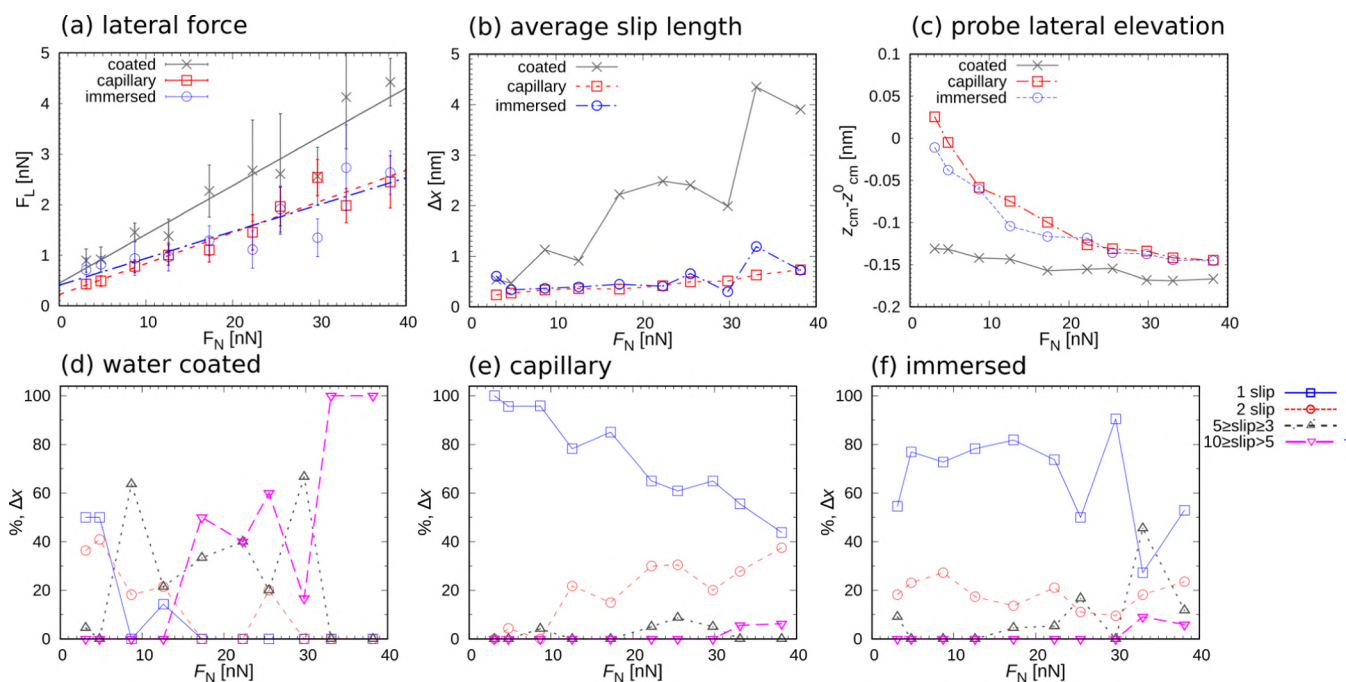 (a) lateral force
5
4
3
2
1
0
F_L [nN]
coated
capillary
immersed
0 10 20 30 40
F_N [nN]
(b) average slip length
5
4
3
2
1
0
Δx [nm]
coated
capillary
immersed
0 10 20 30 40
F_N [nN]
(c) probe lateral elevation
0.1
0.05
0
-0.05
-0.1
-0.15
-0.2
z_cm-z^0_cm [nm]
coated
capillary
immersed
0 10 20 30 40
F_N [nN]
(d) water coated
100
80
60
40
20
0
%, Δx
0 10 20 30 40
F_N [nN]
(e) capillary
100
80
60
40
20
0
%, Δx
0 10 20 30 40
F_N [nN]
(f) immersed
100
80
60
40
20
0
%, Δx
0 10 20 30 40
F_N [nN]
1 slip
2 slip
5≥slip≥3
10≥slip>5